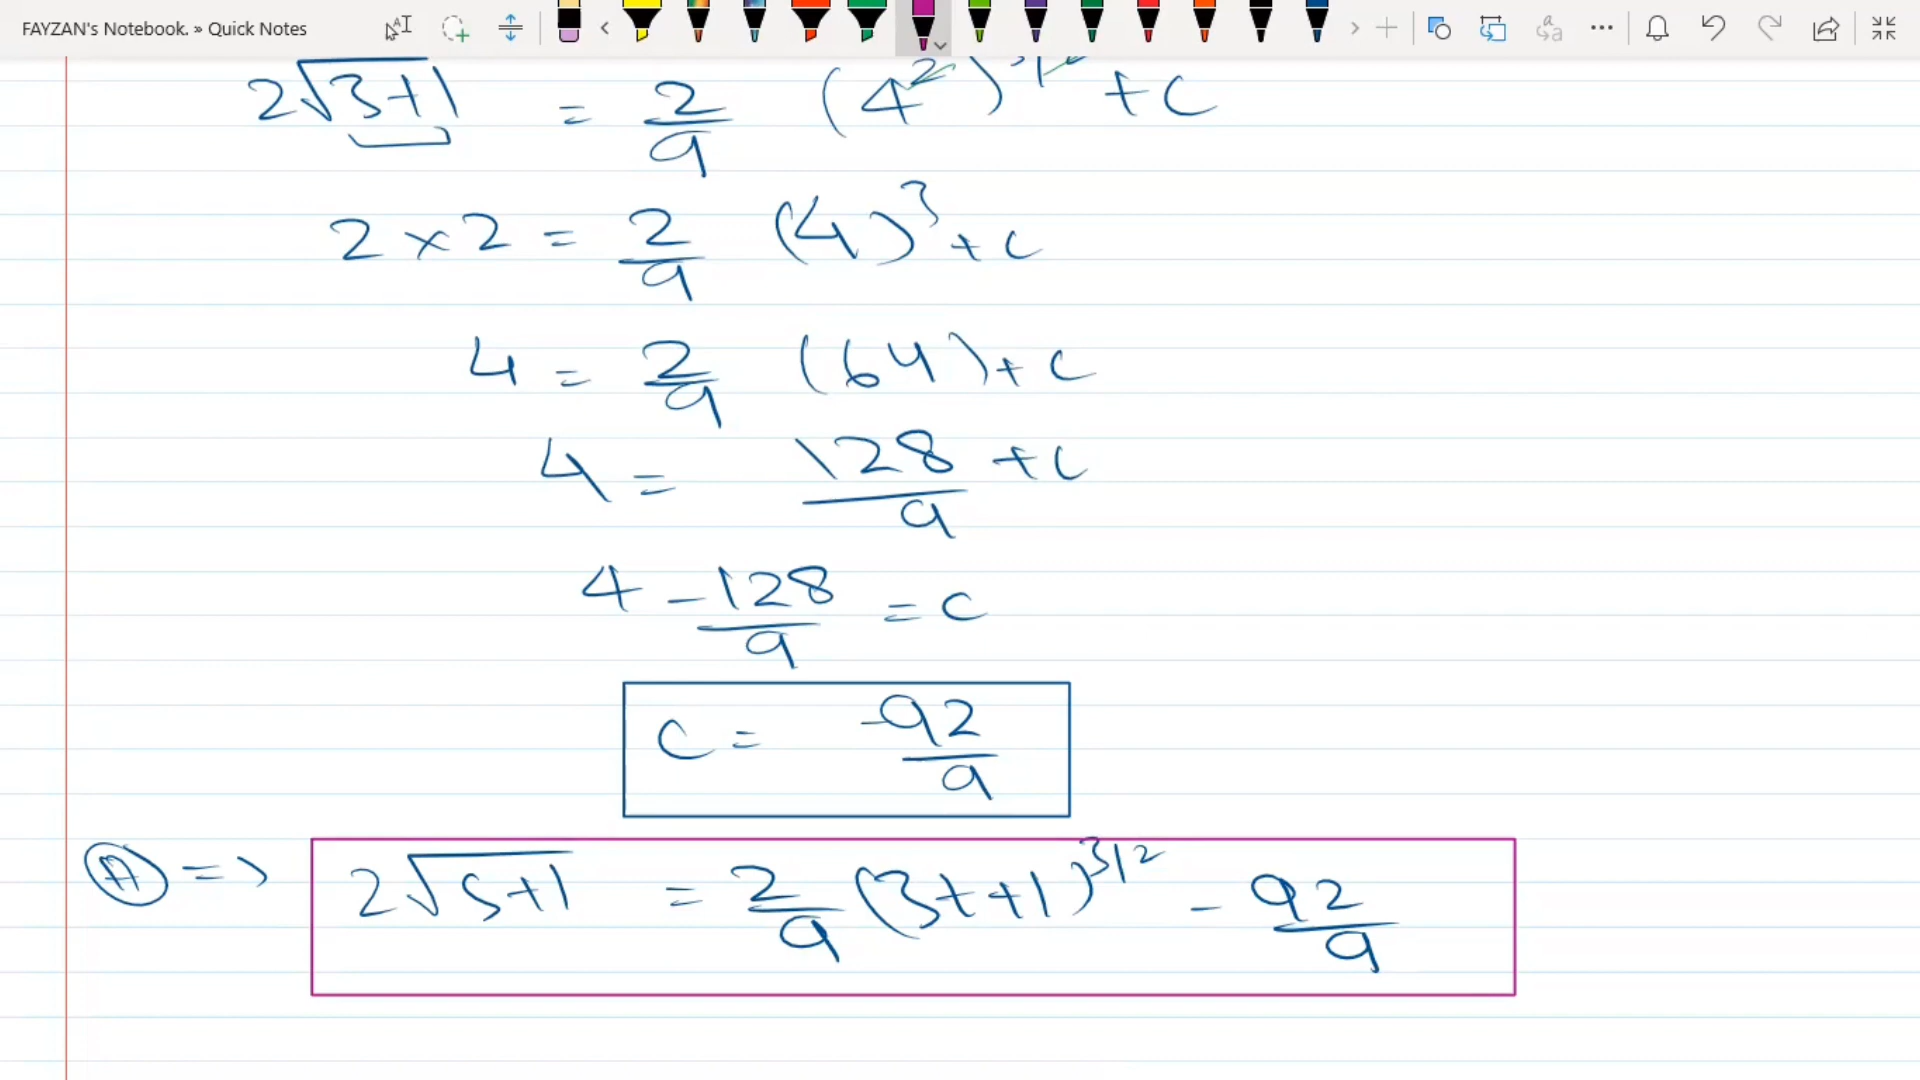 FAYZAN's Notebook. » Quick Notes
2√(3+1) = 2/9 (4²)^3/2 + C
2 × 2 = 2/9 (4)³ + C
4 = 2/9 (64) + C
4 = 128/9 + C
4 - 128/9 = C
C = -92/9
A => 2√(s+1) = 2/9 (3t+1)^3/2 - 92/9